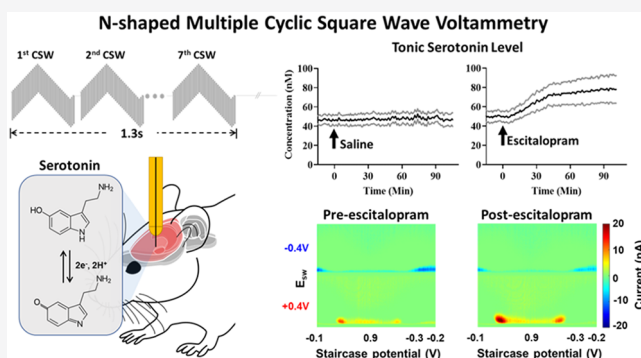 N-shaped Multiple Cyclic Square Wave Voltammetry
1st CSW
2nd CSW
7th CSW
1.3s
Tonic Serotonin Level
Concentration (nM)
100
80
60
40
20
0
Saline
0
30
60
90
Time (Min)
100
80
60
40
20
0
Escitalopram
0
30
60
90
Time (Min)
Serotonin
NH2
HO
N
H
2e-, 2H+
NH2
O
N
Pre-escitalopram
Post-escitalopram
-0.4V
Esw
+0.4V
-0.1
0.9
-0.3
-0.2
Staircase potential (V)
-0.1
0.9
-0.3
-0.2
Staircase potential (V)
20
10
0
-10
-20
Current (nA)